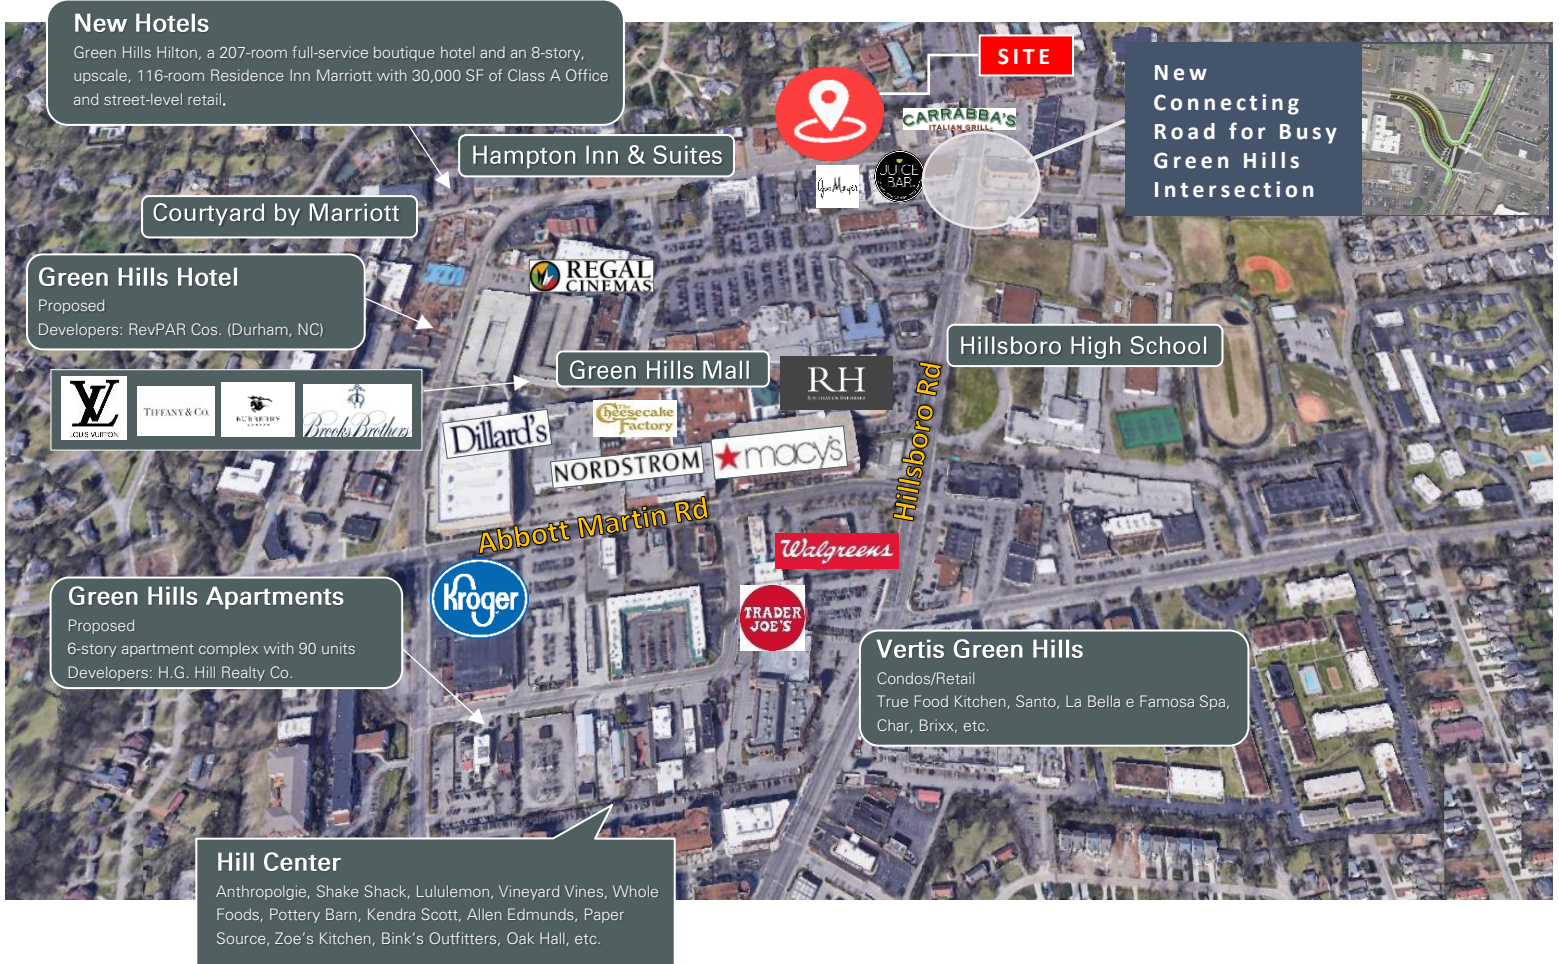 New Hotels
Green Hills Hilton, a 207-room full-service boutique hotel and an 8-story,
upscale, 116-room Residence Inn Marriott with 30,000 SF of Class A Office
and street-level retail.
SITE
New
Connecting
Road for Busy
Green Hills
Intersection
CARRABBA'S
ITALIAN GRILL
Hampton Inn & Suites
Gus Mayer
JUICE
BAR
Courtyard by Marriott
Green Hills Hotel
Proposed
Developers: RevPAR Cos. (Durham, NC)
REGAL
CINEMAS
Hillsboro High School
Green Hills Mall
RH
RESTORATION HARDWARE
LV
LOUIS VUITTON
TIFFANY & CO.
BURBERRY
LONDON
Brooks Brothers
Dillard's
The
Cheesecake
Factory
NORDSTROM
macy's
Hillsboro Rd
Abbott Martin Rd
Walgreens
Kroger
TRADER
JOE'S
Green Hills Apartments
Proposed
6-story apartment complex with 90 units
Developers: H.G. Hill Realty Co.
Vertis Green Hills
Condos/Retail
True Food Kitchen, Santo, La Bella e Famosa Spa,
Char, Brixx, etc.
Hill Center
Anthropolgie, Shake Shack, Lululemon, Vineyard Vines, Whole
Foods, Pottery Barn, Kendra Scott, Allen Edmunds, Paper
Source, Zoe's Kitchen, Bink's Outfitters, Oak Hall, etc.